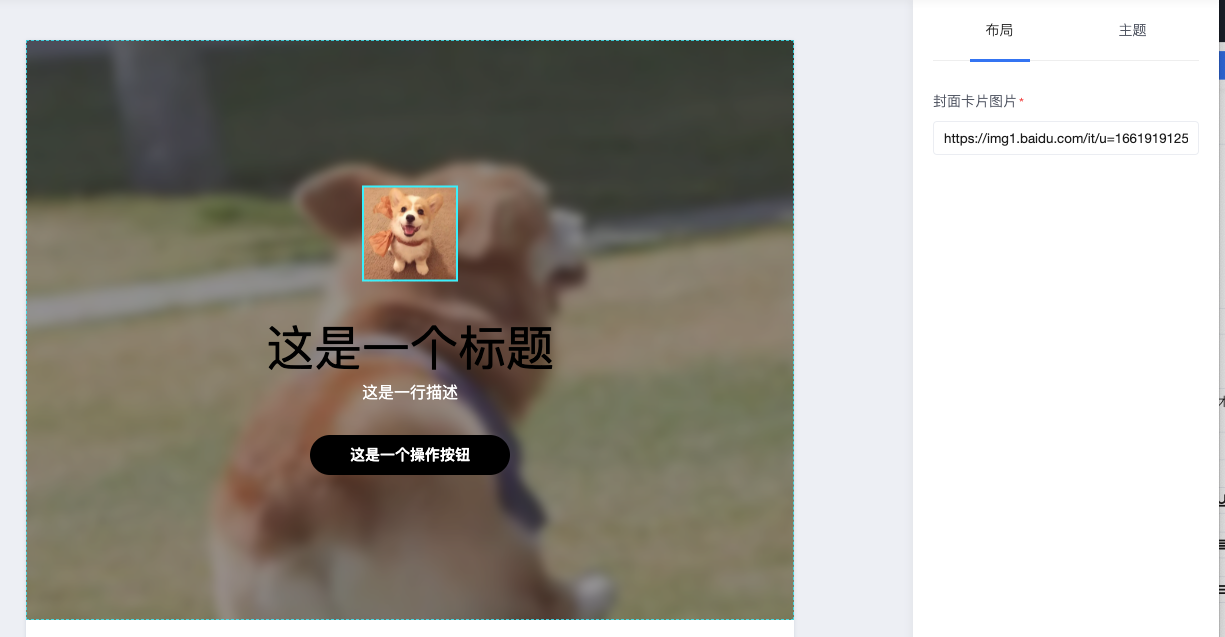 布局
主题
封面卡片图片*
https://img1.baidu.com/it/u=1661919125
这是一个标题
这是一行描述
这是一个操作按钮